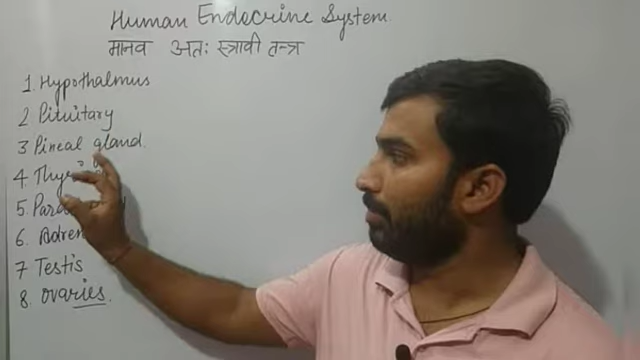 Human Endocrine System
मानव अतः स्त्रावी तन्त्र
1. Hypothalmus
2 Pituitary
3 Pineal gland.
4.
5.
6.
7 Testis
8. ovaries.